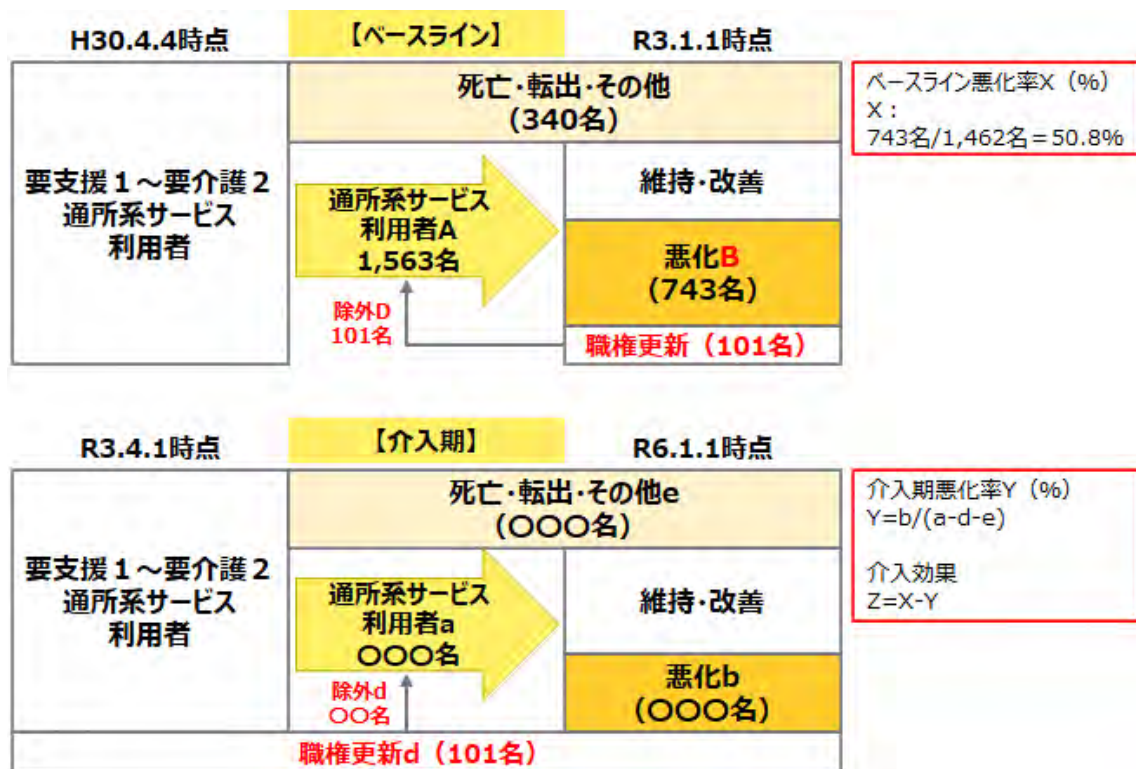 H30.4.4時点
【ベースライン】
R3.1.1時点
死亡・転出・その他
(340名)
要支援1～要介護2
通所系サービス
利用者
通所系サービス
利用者A
1,563名
維持・改善
悪化B
(743名)
除外D
101名
職権更新（101名）
ベースライン悪化率X（%）
X：
743名/1,462名＝50.8%
R3.4.1時点
【介入期】
R6.1.1時点
死亡・転出・その他e
(〇〇〇名)
要支援1～要介護2
通所系サービス
利用者
通所系サービス
利用者a
〇〇〇名
維持・改善
悪化b
(〇〇〇名)
除外d
〇〇名
職権更新d（101名）
介入期悪化率Y（%）
Y=b/(a-d-e)
介入効果
Z=X-Y